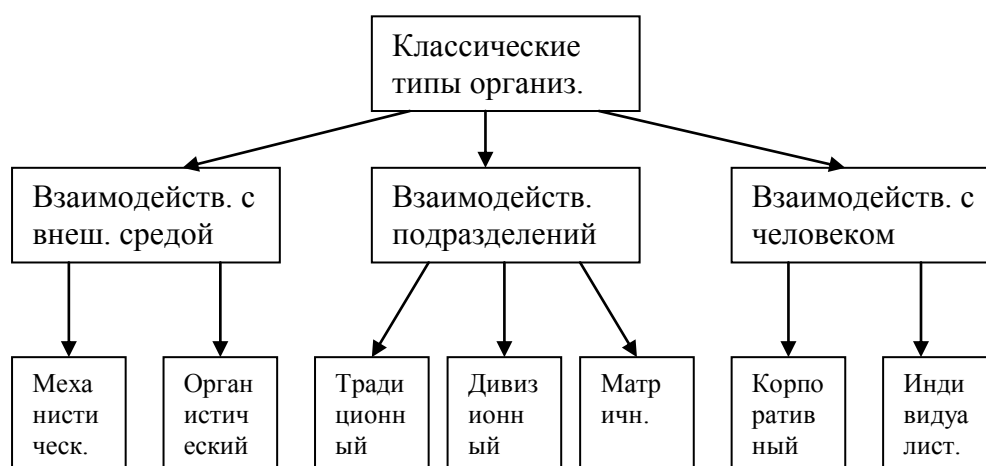 Классические
типы организ.
Взаимодейств. с
внеш. средой
Взаимодейств.
подразделений
Взаимодейств. с
человеком
Меха
нисти
ческ.
Орган
истич
еский
Тради
ционн
ый
Дивиз
ионн
ый
Матр
ичн.
Корпо
ратив
ный
Инди
видуа
лист.